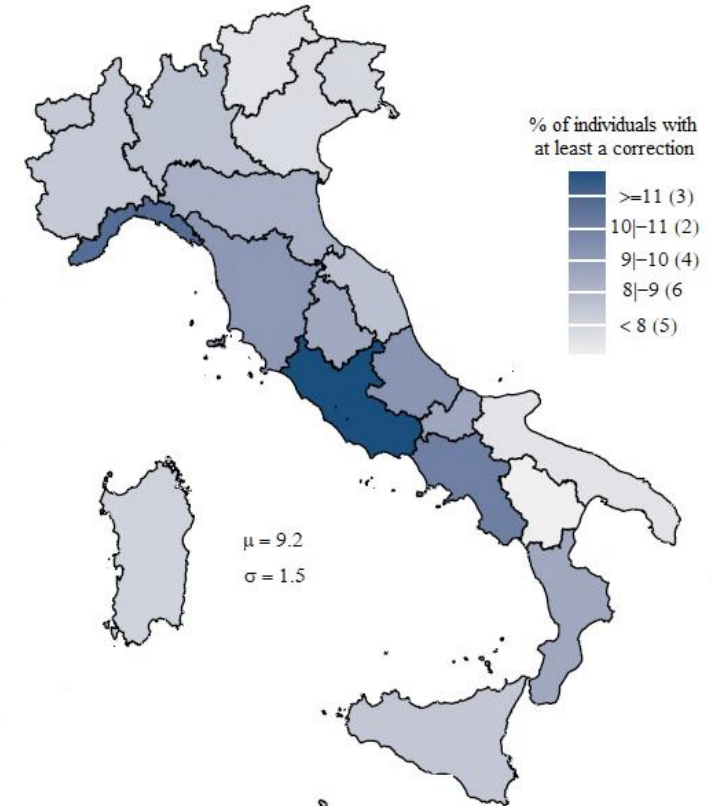 % of individuals with
at least a correction
>=11 (3)
10|−11 (2)
9|−10 (4)
8|−9 (6
< 8 (5)
μ = 9.2
σ = 1.5